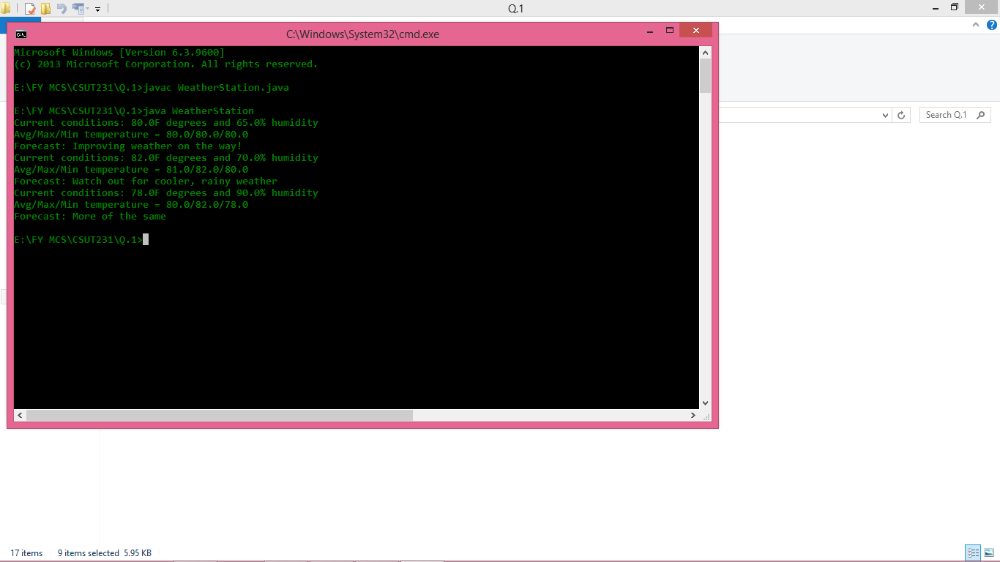 Q.1
C:\Windows\System32\cmd.exe
Microsoft Windows [Version 6.3.9600]
(c) 2013 Microsoft Corporation. All rights reserved.
E:\FY MCS\CSUT231\Q.1>javac WeatherStation.java
E:\FY MCS\CSUT231\Q.1>java WeatherStation
Current conditions: 80.0F degrees and 65.0% humidity
Avg/Max/Min temperature = 80.0/80.0/80.0
Forecast: Improving weather on the way!
Current conditions: 82.0F degrees and 70.0% humidity
Avg/Max/Min temperature = 81.0/82.0/80.0
Forecast: Watch out for cooler, rainy weather
Current conditions: 78.0F degrees and 90.0% humidity
Avg/Max/Min temperature = 80.0/82.0/78.0
Forecast: More of the same
E:\FY MCS\CSUT231\Q.1>
Search Q.1
17 items 9 items selected 5.95 KB